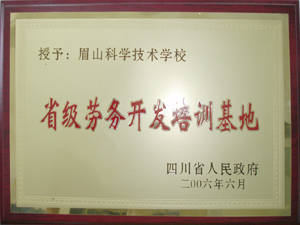 授予：眉山科学技术学校
省级劳务开发培训基地
四川省人民政府
二00六年六月